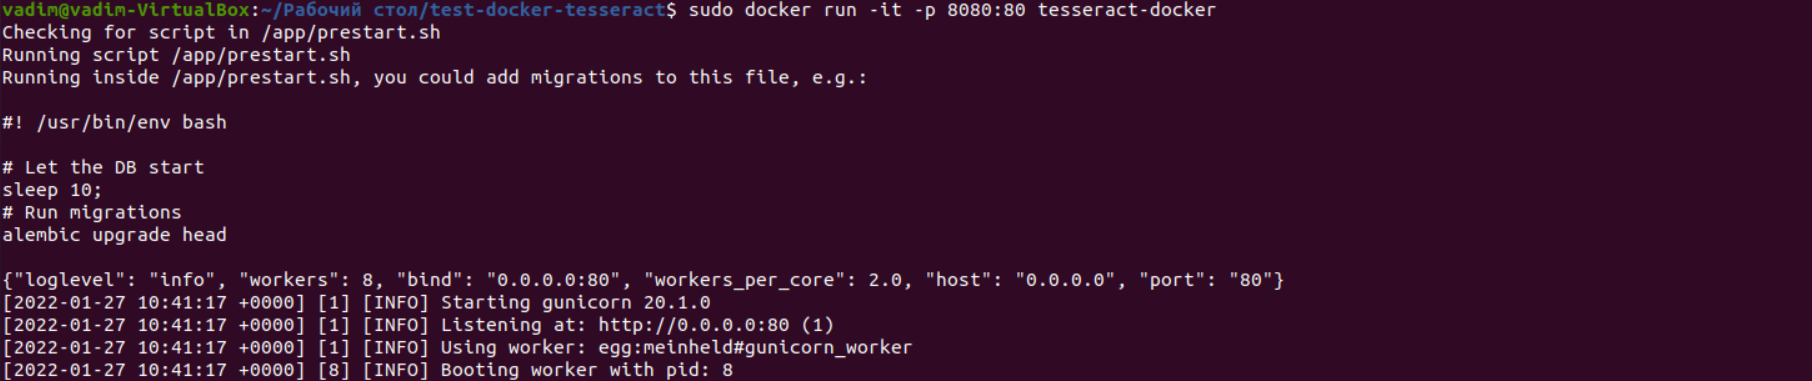 vadim@vadim-VirtualBox:~/Рабочий стол/test-docker-tesseract$ sudo docker run -it -p 8080:80 tesseract-docker
Checking for script in /app/prestart.sh
Running script /app/prestart.sh
Running inside /app/prestart.sh, you could add migrations to this file, e.g.:
#! /usr/bin/env bash
# Let the DB start
sleep 10;
# Run migrations
alembic upgrade head
{"loglevel": "info", "workers": 8, "bind": "0.0.0.0:80", "workers_per_core": 2.0, "host": "0.0.0.0", "port": "80"}
[2022-01-27 10:41:17 +0000] [1] [INFO] Starting gunicorn 20.1.0
[2022-01-27 10:41:17 +0000] [1] [INFO] Listening at: http://0.0.0.0:80 (1)
[2022-01-27 10:41:17 +0000] [1] [INFO] Using worker: egg:meinheld#gunicorn_worker
[2022-01-27 10:41:17 +0000] [8] [INFO] Booting worker with pid: 8